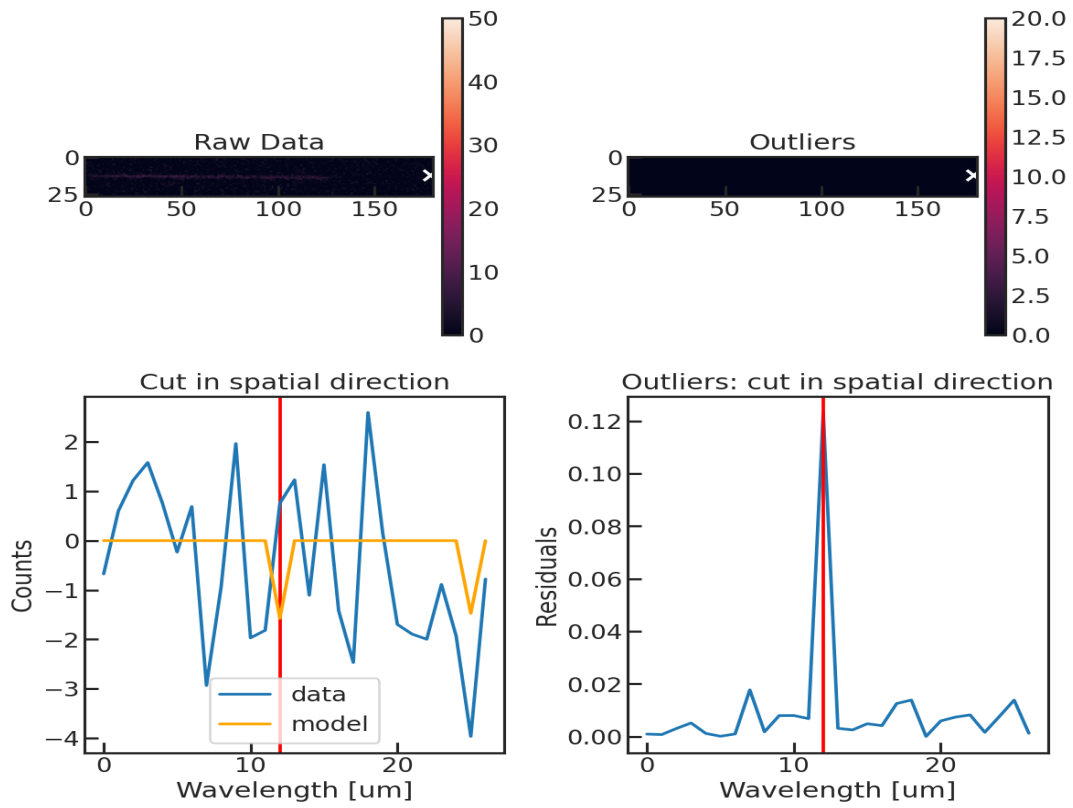 50
40
30
20
10
0
Raw Data
0
25
0 50 100 150
20.0
17.5
15.0
12.5
10.0
7.5
5.0
2.5
0.0
Outliers
0
25
0 50 100 150
Cut in spatial direction
2
1
0
−1
−2
−3
−4
Counts
data
model
0 10 20
Wavelength [um]
Outliers: cut in spatial direction
0.12
0.10
0.08
0.06
0.04
0.02
0.00
Residuals
0 10 20
Wavelength [um]